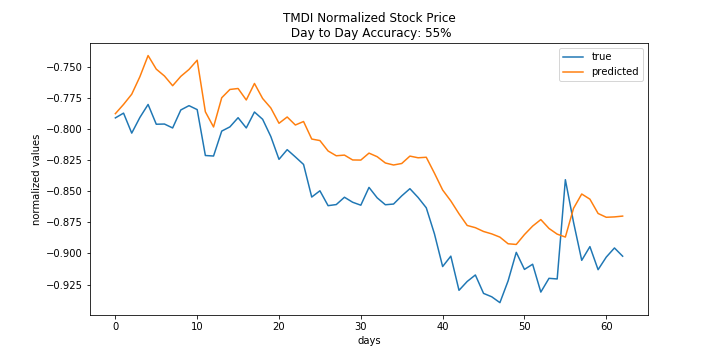 TMDI Normalized Stock Price
Day to Day Accuracy: 55%
true
predicted
normalized values
−0.750
−0.775
−0.800
−0.825
−0.850
−0.875
−0.900
−0.925
0
10
20
30
40
50
60
days